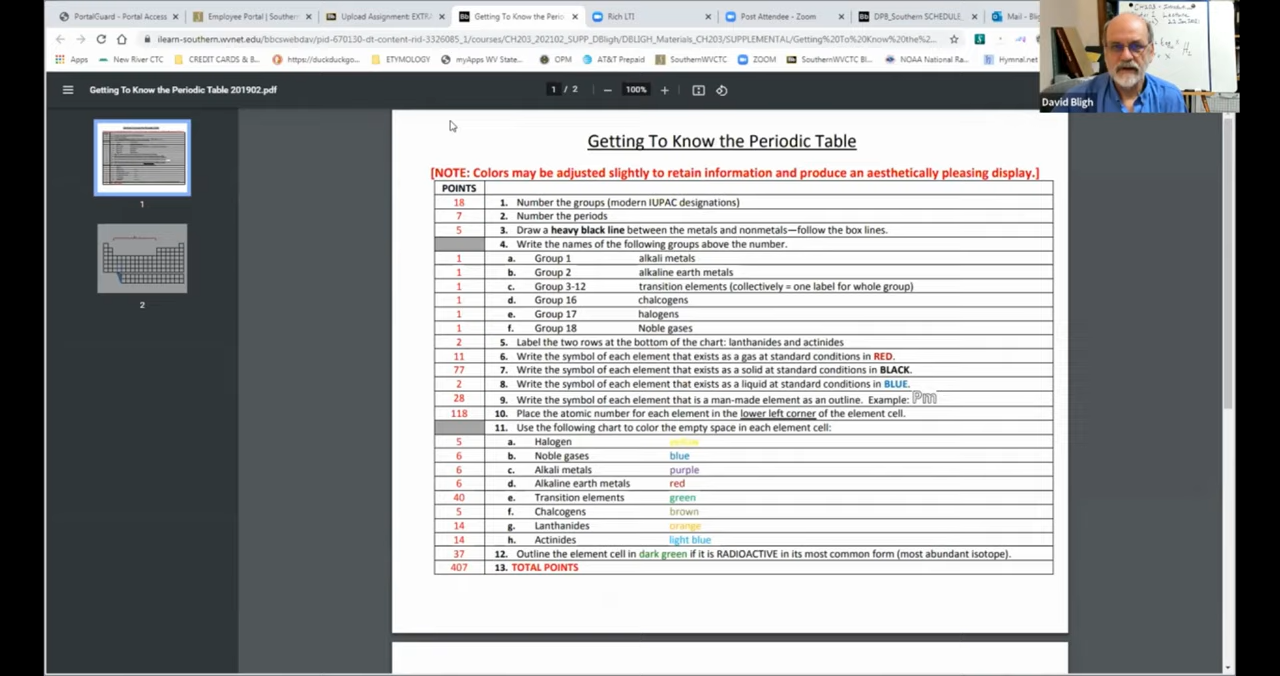 PortalGuard - Portal Access
Employee Portal | Southern
Upload Assignment: EXTRA
Getting To Know the Perio
Rich LTI
Post Attendee - Zoom
DPB_Southern SCHEDULE_
Mail -
ilearn-southern.wvnet.edu/bbcswebdav/pid-670130-dt-content-rid-3326085_1/courses/CH203_202102_SUPP_DBligh/DBLIGH_Materials_CH203/SUPPLEMENTAL/Getting%20To%20Know%20the%2...
Apps
New River CTC
CREDIT CARDS & B...
https://duckduckgo...
ETYMOLOGY
myApps WV State...
OPM
AT&T Prepaid
SouthernWVCTC
ZOOM
SouthernWVCTC Bl...
NOAA National Ra...
Hymnal.net
David Bligh
Getting To Know the Periodic Table 201902.pdf
1 / 2
100%
1
2
Getting To Know the Periodic Table
[NOTE: Colors may be adjusted slightly to retain information and produce an aesthetically pleasing display.]
POINTS
18 1. Number the groups (modern IUPAC designations)
7 2. Number the periods
5 3. Draw a heavy black line between the metals and nonmetals—follow the box lines.
4. Write the names of the following groups above the number.
1 a. Group 1 alkali metals
1 b. Group 2 alkaline earth metals
1 c. Group 3-12 transition elements (collectively = one label for whole group)
1 d. Group 16 chalcogens
1 e. Group 17 halogens
1 f. Group 18 Noble gases
2 5. Label the two rows at the bottom of the chart: lanthanides and actinides
11 6. Write the symbol of each element that exists as a gas at standard conditions in RED.
77 7. Write the symbol of each element that exists as a solid at standard conditions in BLACK.
2 8. Write the symbol of each element that exists as a liquid at standard conditions in BLUE.
28 9. Write the symbol of each element that is a man-made element as an outline. Example: Pm
118 10. Place the atomic number for each element in the lower left corner of the element cell.
11. Use the following chart to color the empty space in each element cell:
5 a. Halogen yellow
6 b. Noble gases blue
6 c. Alkali metals purple
6 d. Alkaline earth metals red
40 e. Transition elements green
5 f. Chalcogens brown
14 g. Lanthanides orange
14 h. Actinides light blue
37 12. Outline the element cell in dark green if it is RADIOACTIVE in its most common form (most abundant isotope).
407 13. TOTAL POINTS